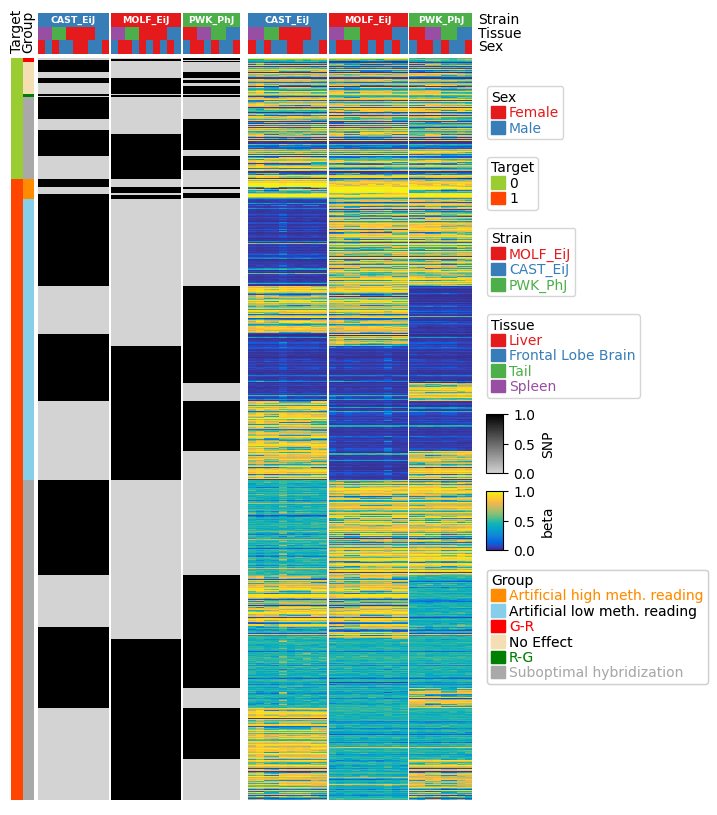 Target
Group
CAST_EiJ MOLF_EiJ PWK_PhJ CAST_EiJ MOLF_EiJ PWK_PhJ Strain
Tissue
Sex
Sex
Female
Male
Target
0
1
Strain
MOLF_EiJ
CAST_EiJ
PWK_PhJ
Tissue
Liver
Frontal Lobe Brain
Tail
Spleen
1.0
0.5
0.0
SNP
1.0
0.5
0.0
beta
Group
Artificial high meth. reading
Artificial low meth. reading
G-R
No Effect
R-G
Suboptimal hybridization